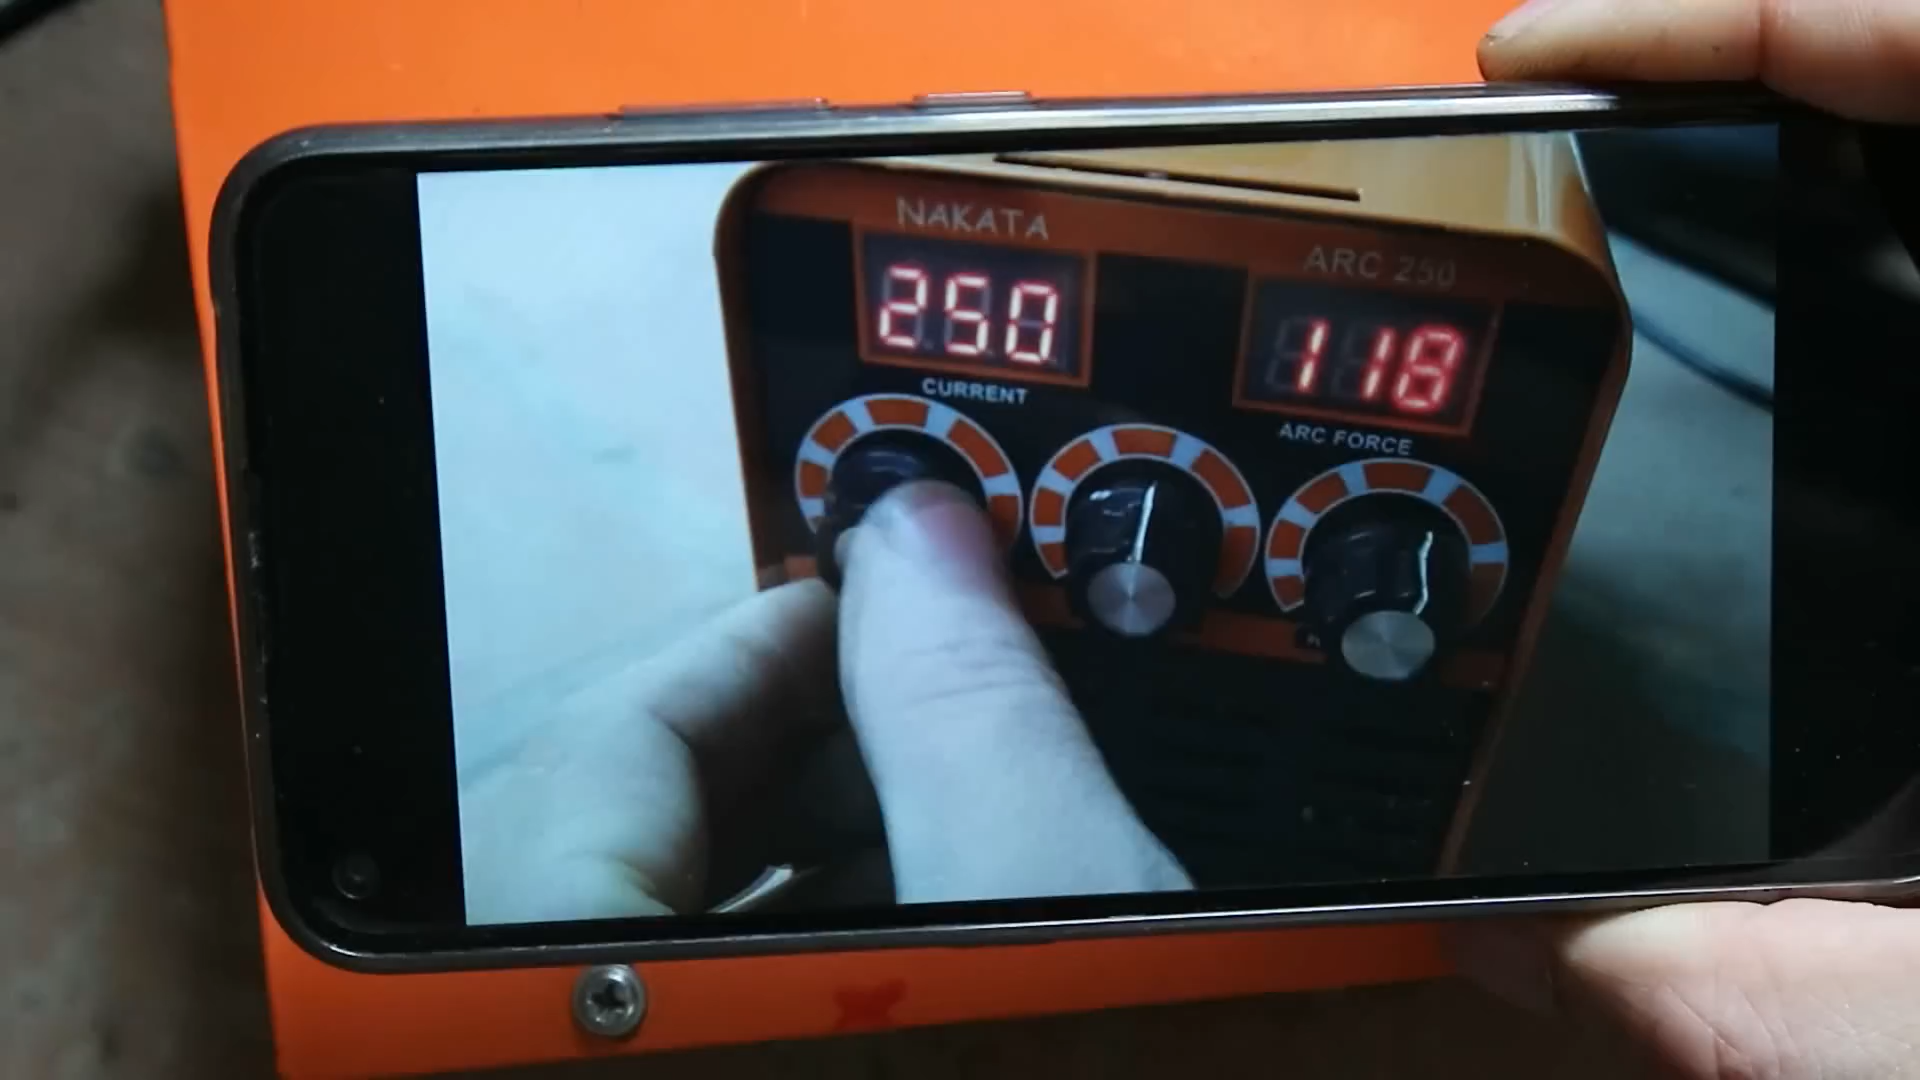 NAKATA
ARC 250
250
118
CURRENT
ARC FORCE